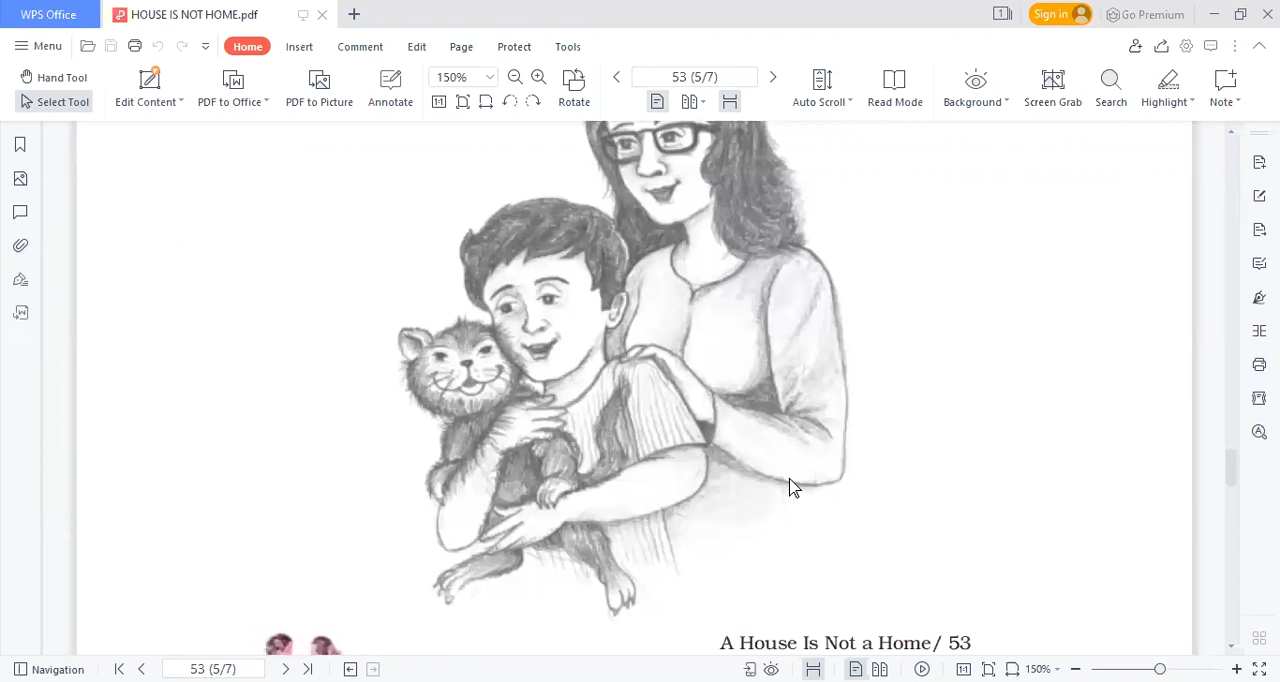 WPS Office HOUSE IS NOT HOME.pdf Sign in Go Premium
Menu Home Insert Comment Edit Page Protect Tools
Hand Tool 150% 53 (5/7)
Select Tool Edit Content PDF to Office PDF to Picture Annotate Rotate Auto Scroll Read Mode Background Screen Grab Search Highlight Note
A House Is Not a Home/ 53
Navigation 53 (5/7) 150%